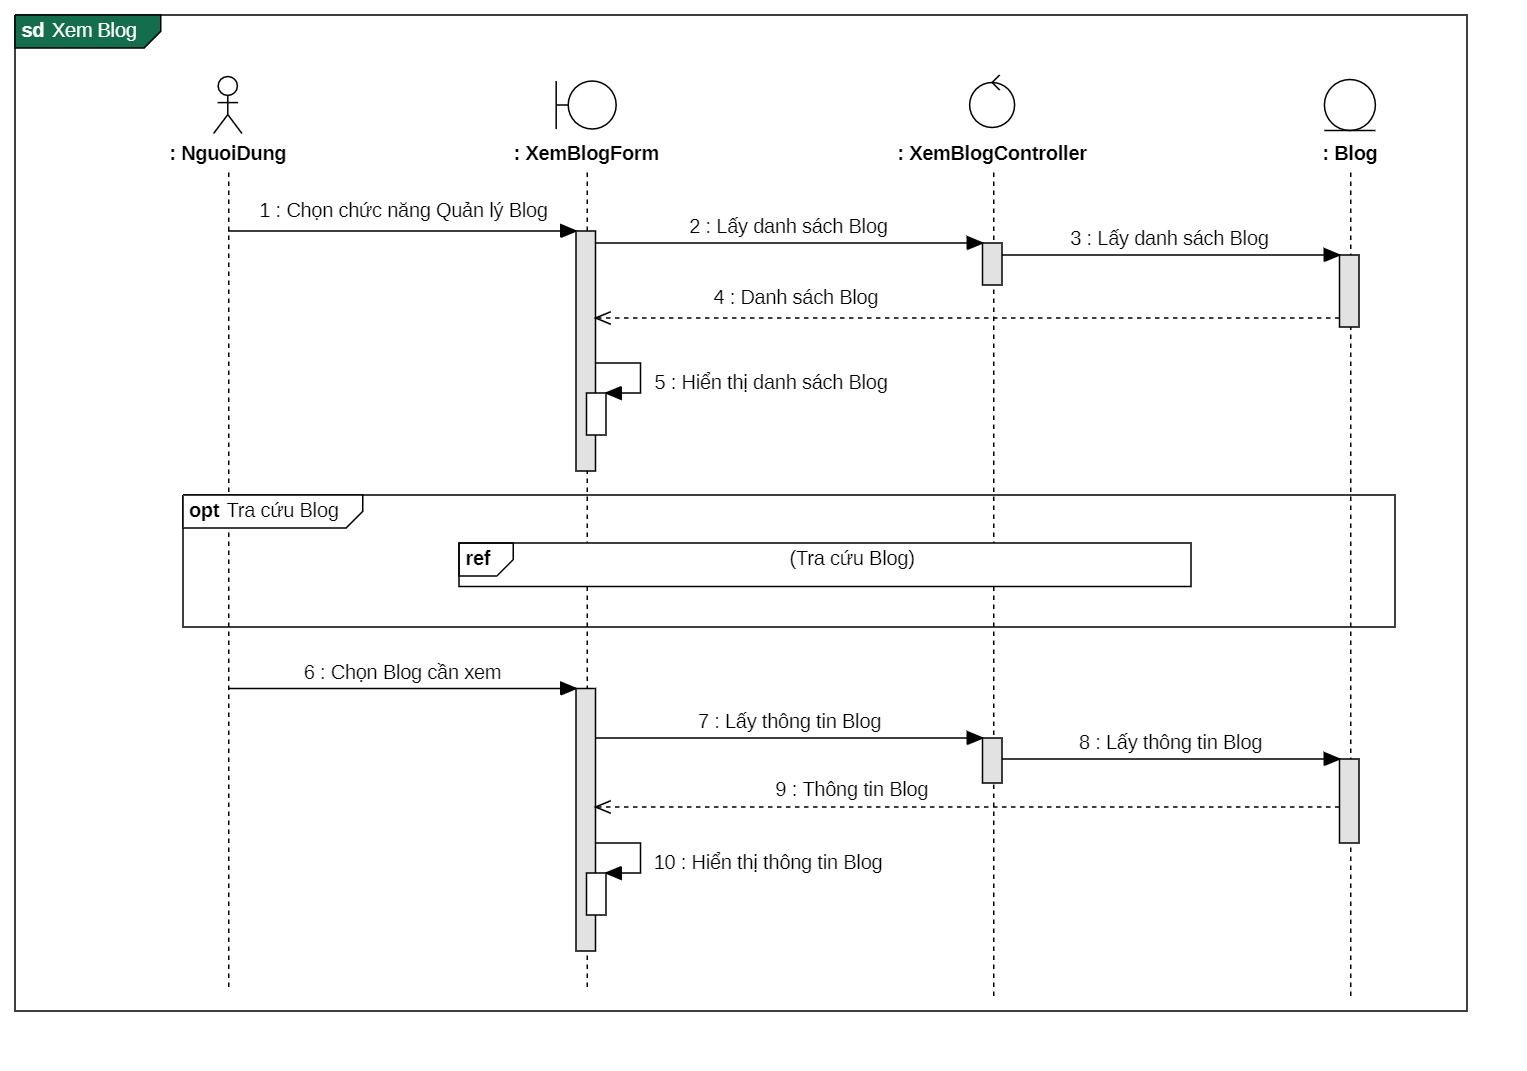 sd Xem Blog
: NguoiDung
: XemBlogForm
: XemBlogController
: Blog
1 : Chọn chức năng Quản lý Blog
2 : Lấy danh sách Blog
3 : Lấy danh sách Blog
4 : Danh sách Blog
5 : Hiển thị danh sách Blog
opt Tra cứu Blog
ref
(Tra cứu Blog)
6 : Chọn Blog cần xem
7 : Lấy thông tin Blog
8 : Lấy thông tin Blog
9 : Thông tin Blog
10 : Hiển thị thông tin Blog